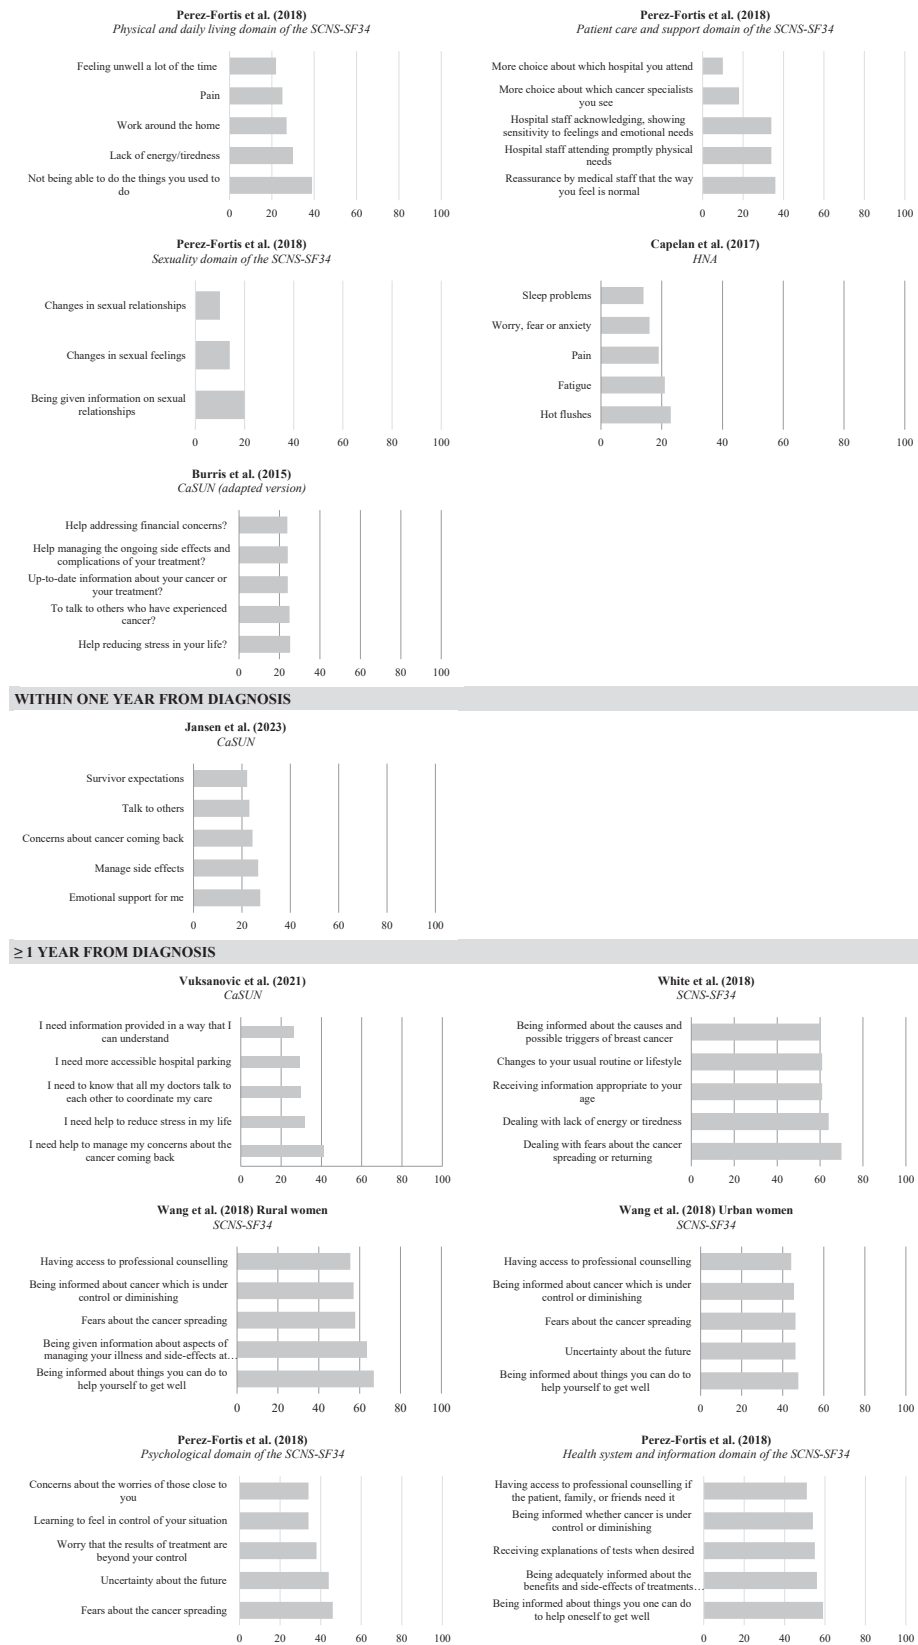 Perez-Fortis et al. (2018)
Physical and daily living domain of the SCNS-SF34
Feeling unwell a lot of the time
Pain
Work around the home
Lack of energy/tiredness
Not being able to do the things you used to
do
0 20 40 60 80 100
Perez-Fortis et al. (2018)
Patient care and support domain of the SCNS-SF34
More choice about which hospital you attend
More choice about which cancer specialists
you see
Hospital staff acknowledging, showing
sensitivity to feelings and emotional needs
Hospital staff attending promptly physical
needs
Reassurance by medical staff that the way
you feel is normal
0 20 40 60 80 100
Perez-Fortis et al. (2018)
Sexuality domain of the SCNS-SF34
Changes in sexual relationships
Changes in sexual feelings
Being given information on sexual
relationships
0 20 40 60 80 100
Capelan et al. (2017)
HNA
Sleep problems
Worry, fear or anxiety
Pain
Fatigue
Hot flushes
0 20 40 60 80 100
Burris et al. (2015)
CaSUN (adapted version)
Help addressing financial concerns?
Help managing the ongoing side effects and
complications of your treatment?
Up-to-date information about your cancer or
your treatment?
To talk to others who have experienced
cancer?
Help reducing stress in your life?
0 20 40 60 80 100
WITHIN ONE YEAR FROM DIAGNOSIS
Jansen et al. (2023)
CaSUN
Survivor expectations
Talk to others
Concerns about cancer coming back
Manage side effects
Emotional support for me
0 20 40 60 80 100
≥ 1 YEAR FROM DIAGNOSIS
Vuksanovic et al. (2021)
CaSUN
I need information provided in a way that I
can understand
I need more accessible hospital parking
I need to know that all my doctors talk to
each other to coordinate my care
I need help to reduce stress in my life
I need help to manage my concerns about the
cancer coming back
0 20 40 60 80 100
White et al. (2018)
SCNS-SF34
Being informed about the causes and
possible triggers of breast cancer
Changes to your usual routine or lifestyle
Receiving information appropriate to your
age
Dealing with lack of energy or tiredness
Dealing with fears about the cancer
spreading or returning
0 20 40 60 80 100
Wang et al. (2018) Rural women
SCNS-SF34
Having access to professional counselling
Being informed about cancer which is under
control or diminishing
Fears about the cancer spreading
Being given information about aspects of
managing your illness and side-effects at…
Being informed about things you can do to
help yourself to get well
0 20 40 60 80 100
Wang et al. (2018) Urban women
SCNS-SF34
Having access to professional counselling
Being informed about cancer which is under
control or diminishing
Fears about the cancer spreading
Uncertainty about the future
Being informed about things you can do to
help yourself to get well
0 20 40 60 80 100
Perez-Fortis et al. (2018)
Psychological domain of the SCNS-SF34
Concerns about the worries of those close to
you
Learning to feel in control of your situation
Worry that the results of treatment are
beyond your control
Uncertainty about the future
Fears about the cancer spreading
0 20 40 60 80 100
Perez-Fortis et al. (2018)
Health system and information domain of the SCNS-SF34
Having access to professional counselling if
the patient, family, or friends need it
Being informed whether cancer is under
control or diminishing
Receiving explanations of tests when desired
Being adequately informed about the
benefits and side-effects of treatments…
Being informed about things you one can do
to help oneself to get well
0 20 40 60 80 100